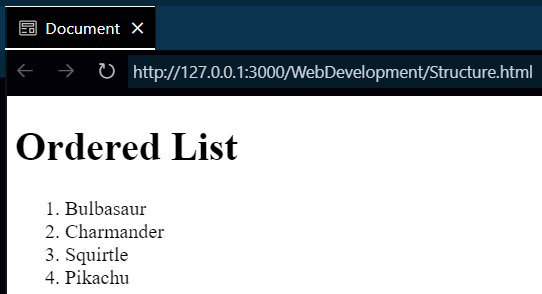 Document
http://127.0.0.1:3000/WebDevelopment/Structure.html
Ordered List
1. Bulbasaur
2. Charmander
3. Squirtle
4. Pikachu